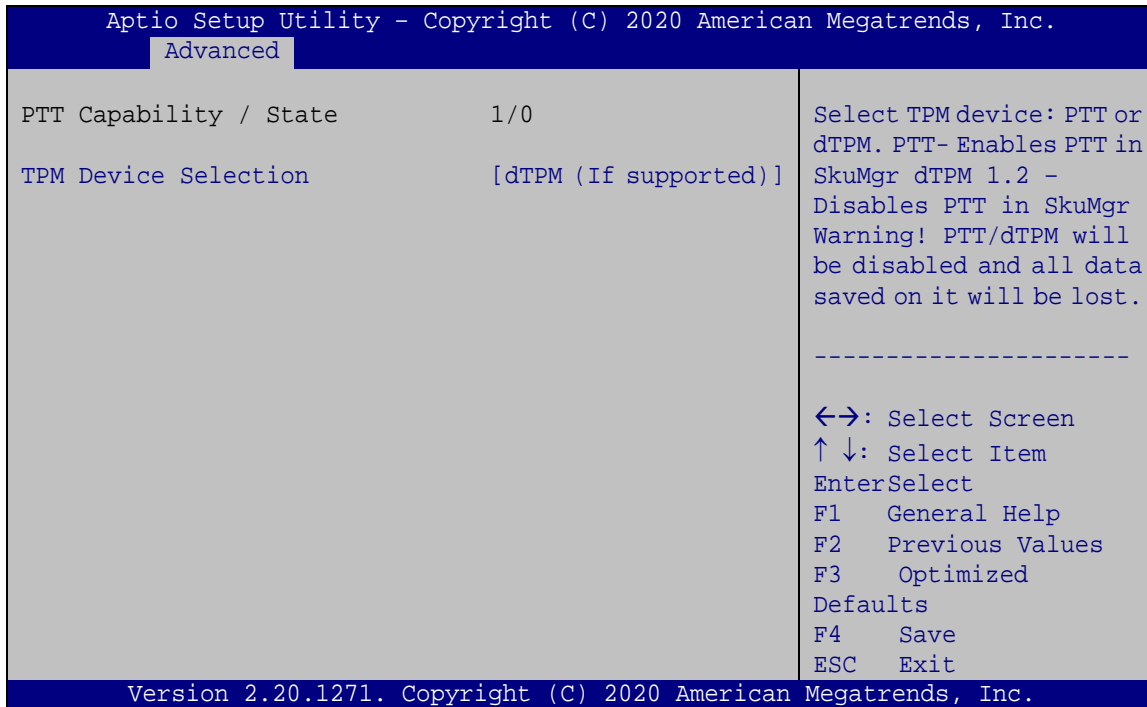 Aptio Setup Utility – Copyright (C) 2020 American Megatrends, Inc.
Advanced
PTT Capability / State 1/0
TPM Device Selection [dTPM (If supported)]
Select TPM device: PTT or
dTPM. PTT- Enables PTT in
SkuMgr dTPM 1.2 –
Disables PTT in SkuMgr
Warning! PTT/dTPM will
be disabled and all data
saved on it will be lost.
----------------------
←→: Select Screen
↑ ↓: Select Item
EnterSelect
F1 General Help
F2 Previous Values
F3 Optimized
Defaults
F4 Save
ESC Exit
Version 2.20.1271. Copyright (C) 2020 American Megatrends, Inc.